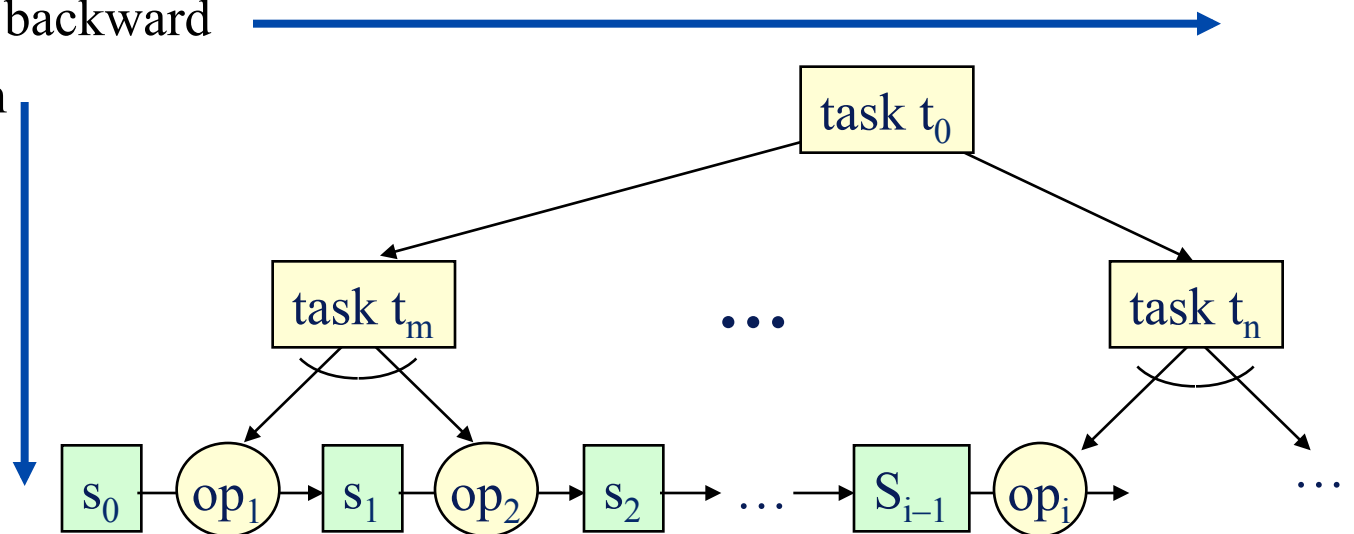 backward
task t₀
task tₘ
...
task tₙ
s₀ op₁ s₁ op₂ s₂ ... Sᵢ₋₁ opᵢ ...